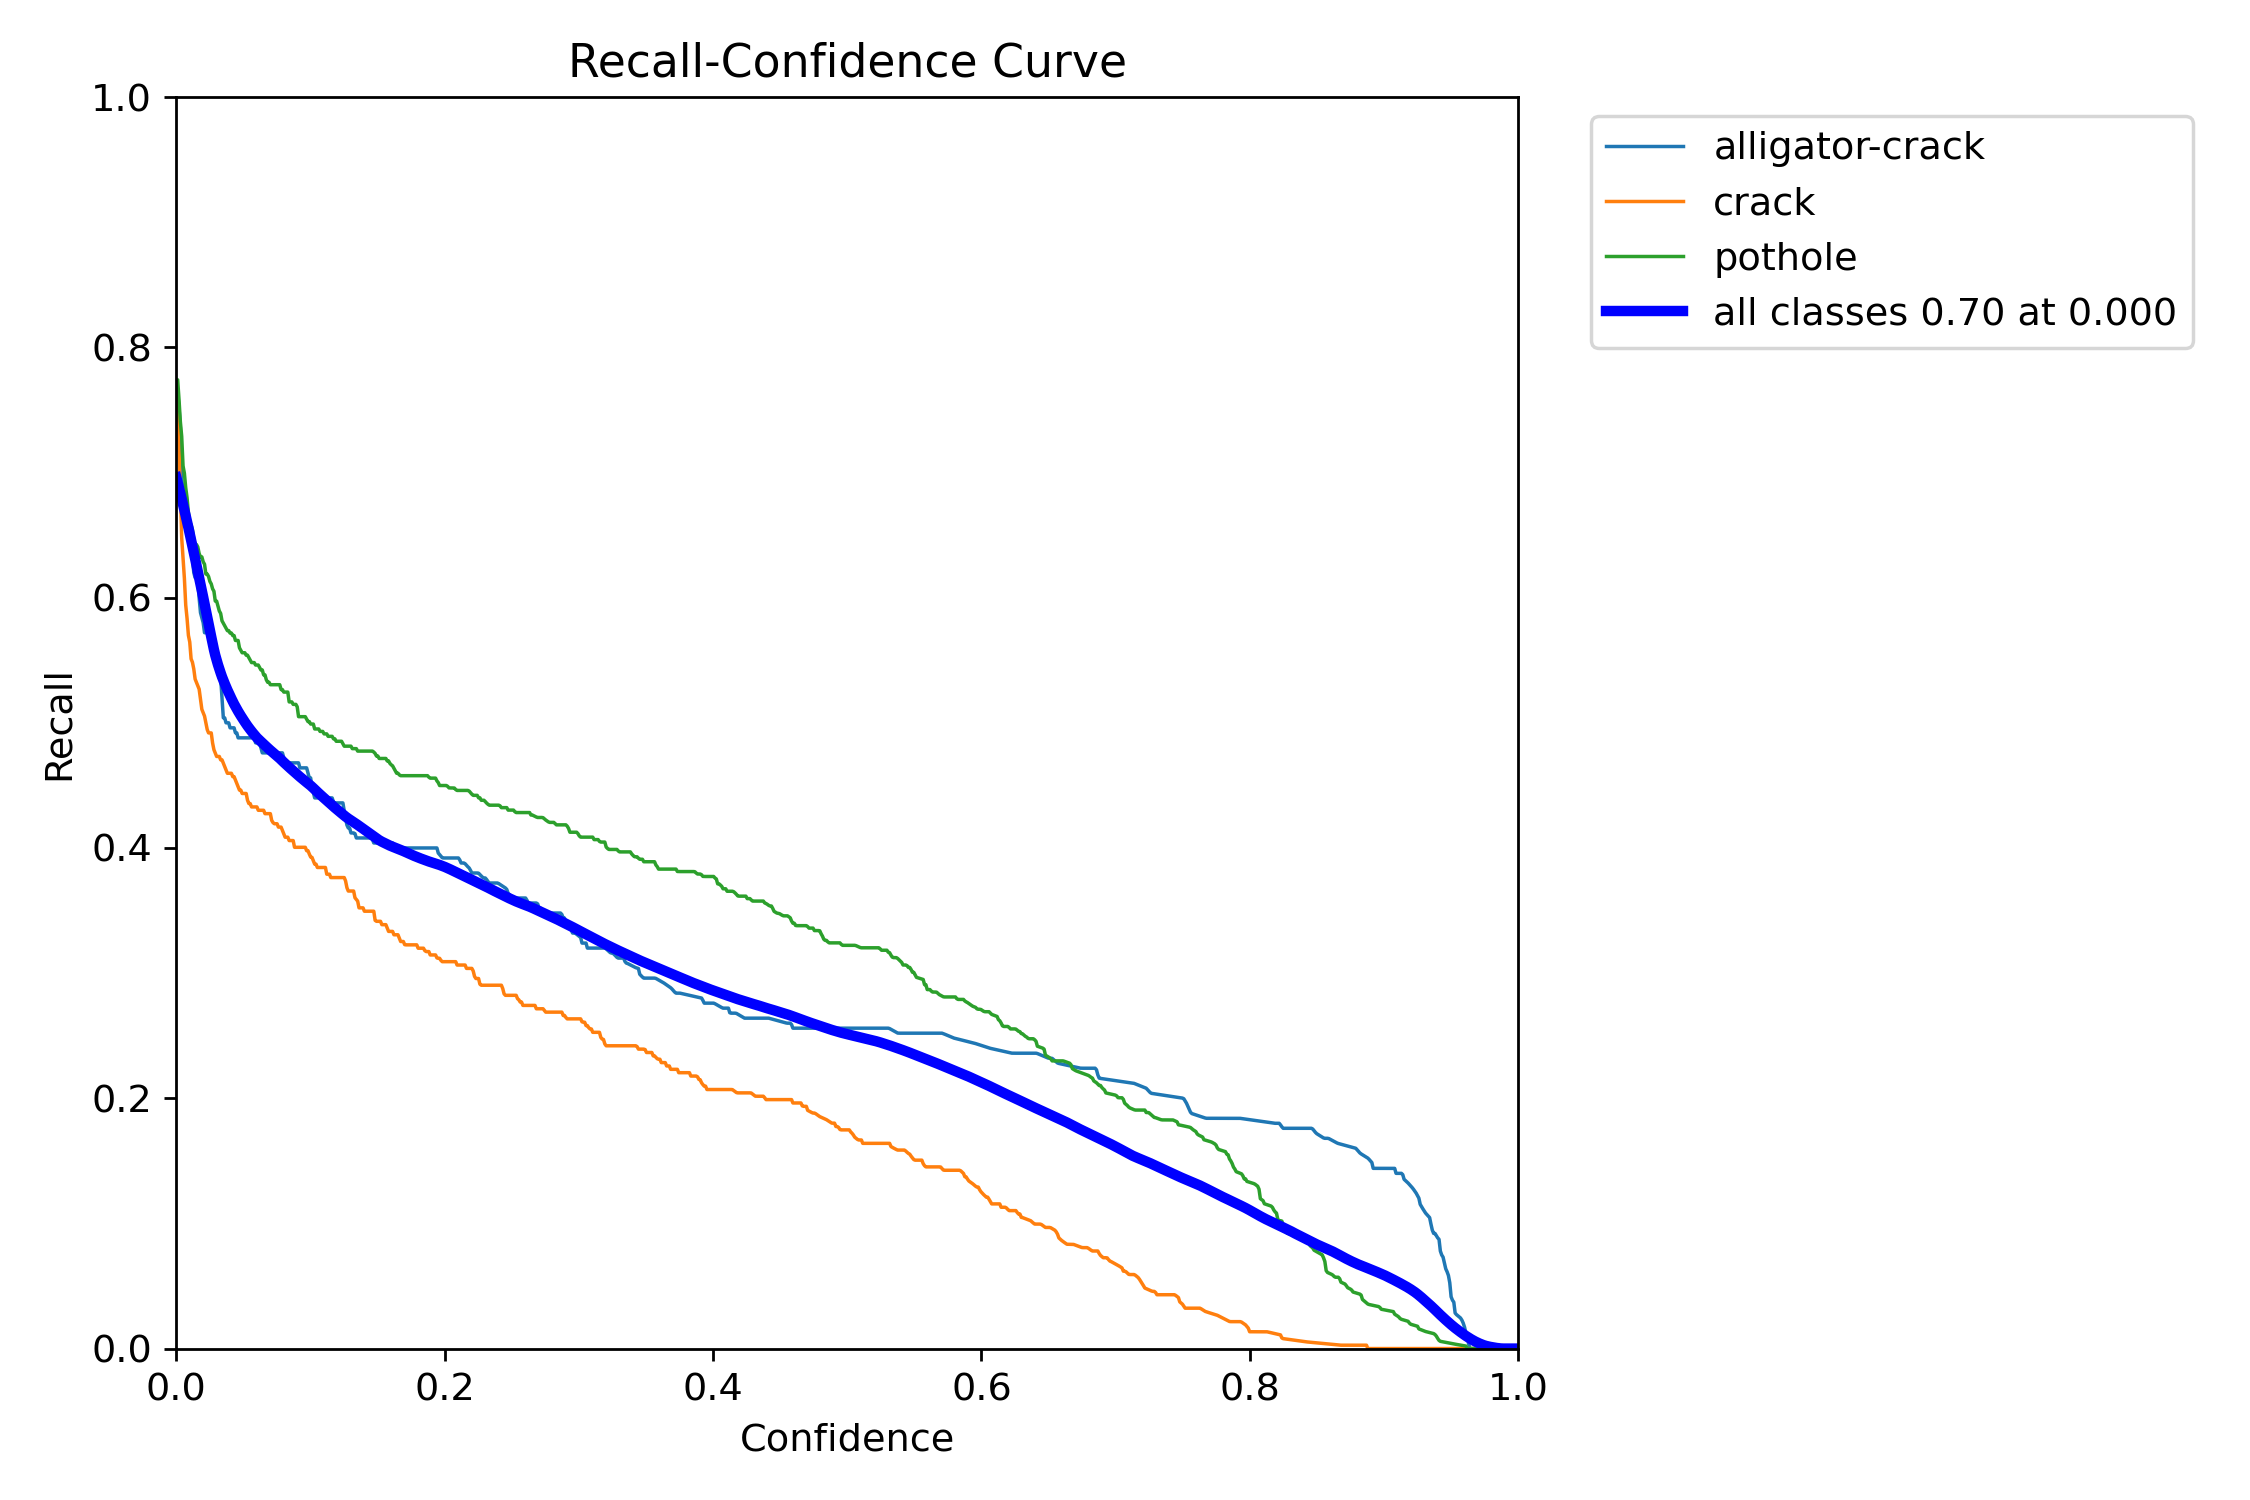 Recall-Confidence Curve
1.0
0.8
0.6
0.4
0.2
0.0
Recall
0.0 0.2 0.4 0.6 0.8 1.0
Confidence
alligator-crack
crack
pothole
all classes 0.70 at 0.000